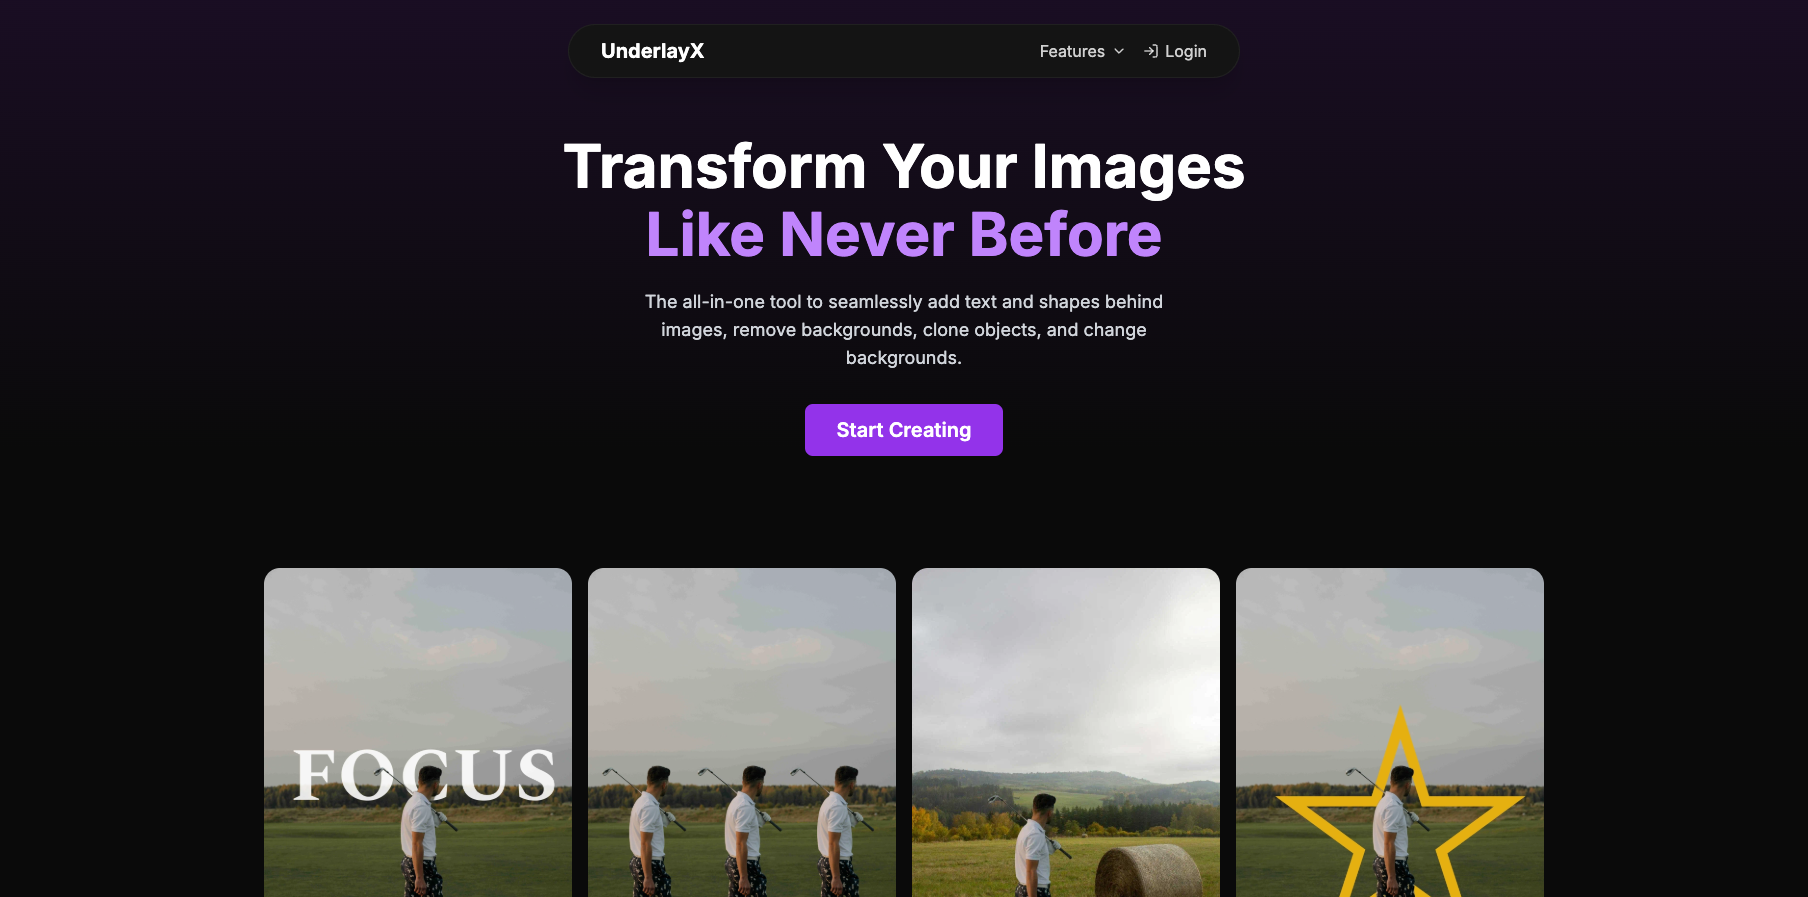 UnderlayX
Features
Login
Transform Your Images
Like Never Before
The all-in-one tool to seamlessly add text and shapes behind
images, remove backgrounds, clone objects, and change
backgrounds.
Start Creating
FOCUS